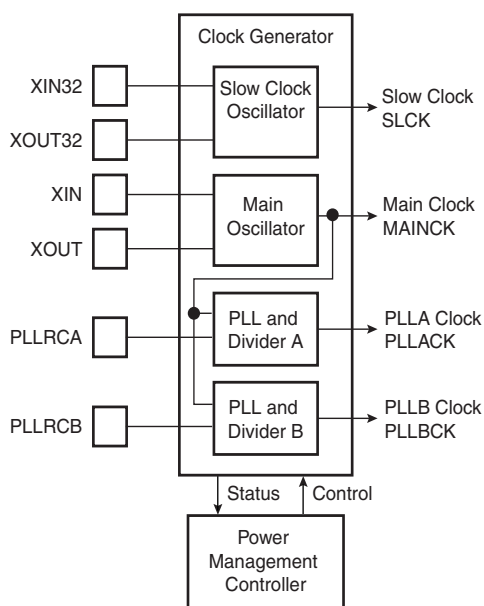 Clock Generator
XIN32
Slow Clock
Oscillator
Slow Clock
SLCK
XOUT32
XIN
Main
Oscillator
Main Clock
MAINCK
XOUT
PLLRCA
PLL and
Divider A
PLLA Clock
PLLACK
PLLRCB
PLL and
Divider B
PLLB Clock
PLLBCK
Status
Control
Power
Management
Controller